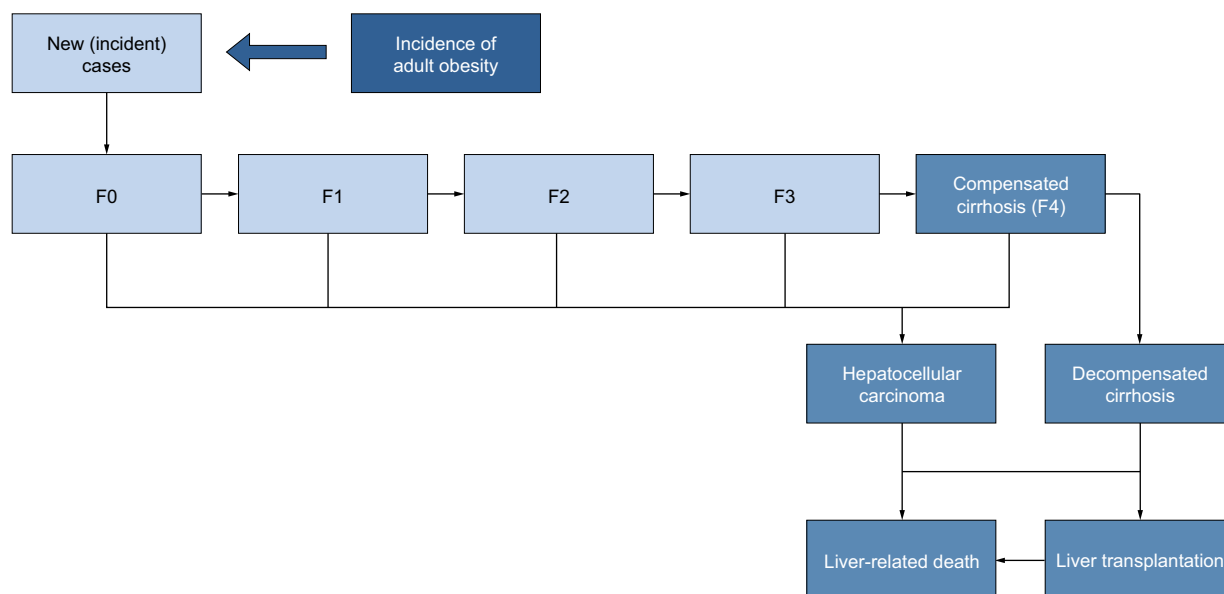 New (incident)
cases
Incidence of
adult obesity
F0
F1
F2
F3
Compensated
cirrhosis (F4)
Hepatocellular
carcinoma
Decompensated
cirrhosis
Liver-related death
Liver transplantation